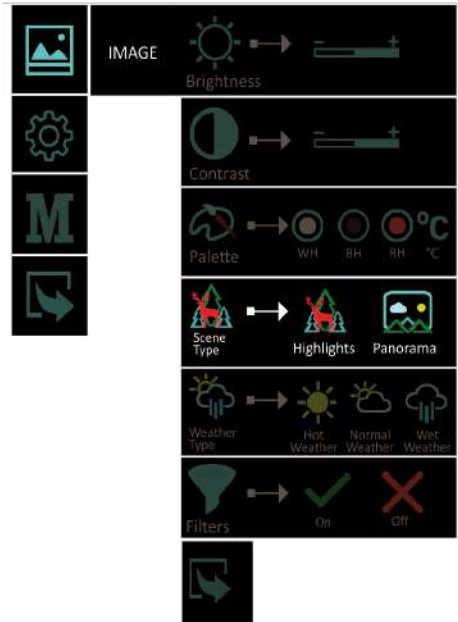 IMAGE
Brightness
- +
Contrast
- +
Palette
WH BH RH °C
°C
Scene
Type
Highlights Panorama
Weather
Type
Hot
Weather
Normal
Weather
Wet
Weather
Filters
On Off
M